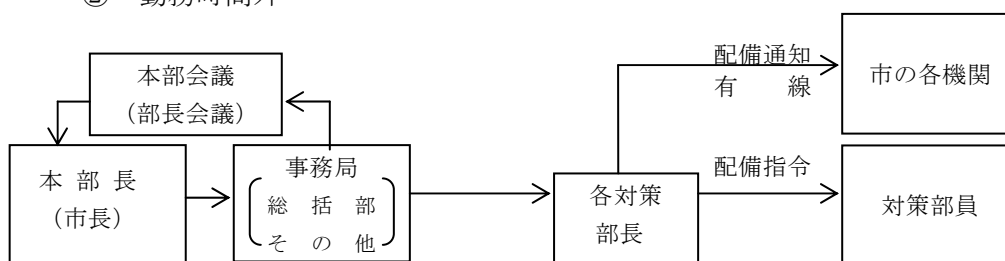 ② 勤務時間外
本部会議
（部長会議）
本 部 長
（市長）
事務局
総 括 部
そ の 他
各対策
部長
配備通知
有 線
市の各機関
配備指令
対策部員